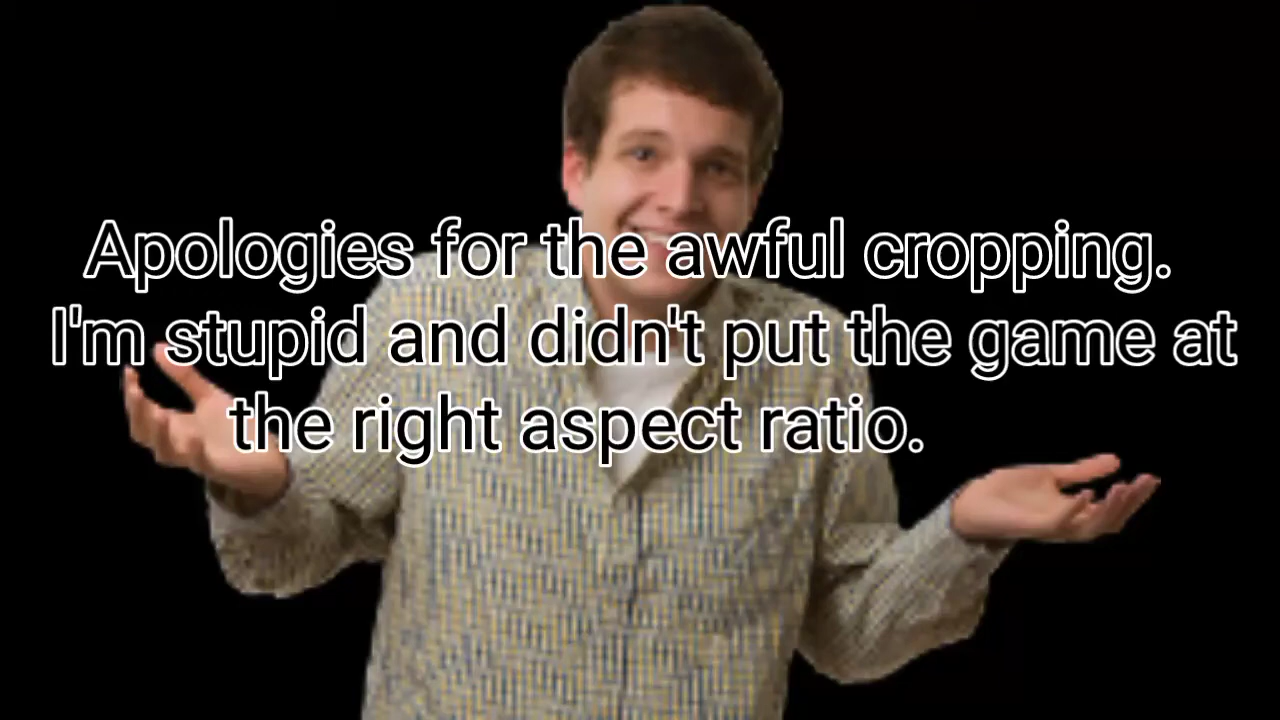 Apologies for the awful cropping.
I'm stupid and didn't put the game at
the right aspect ratio.